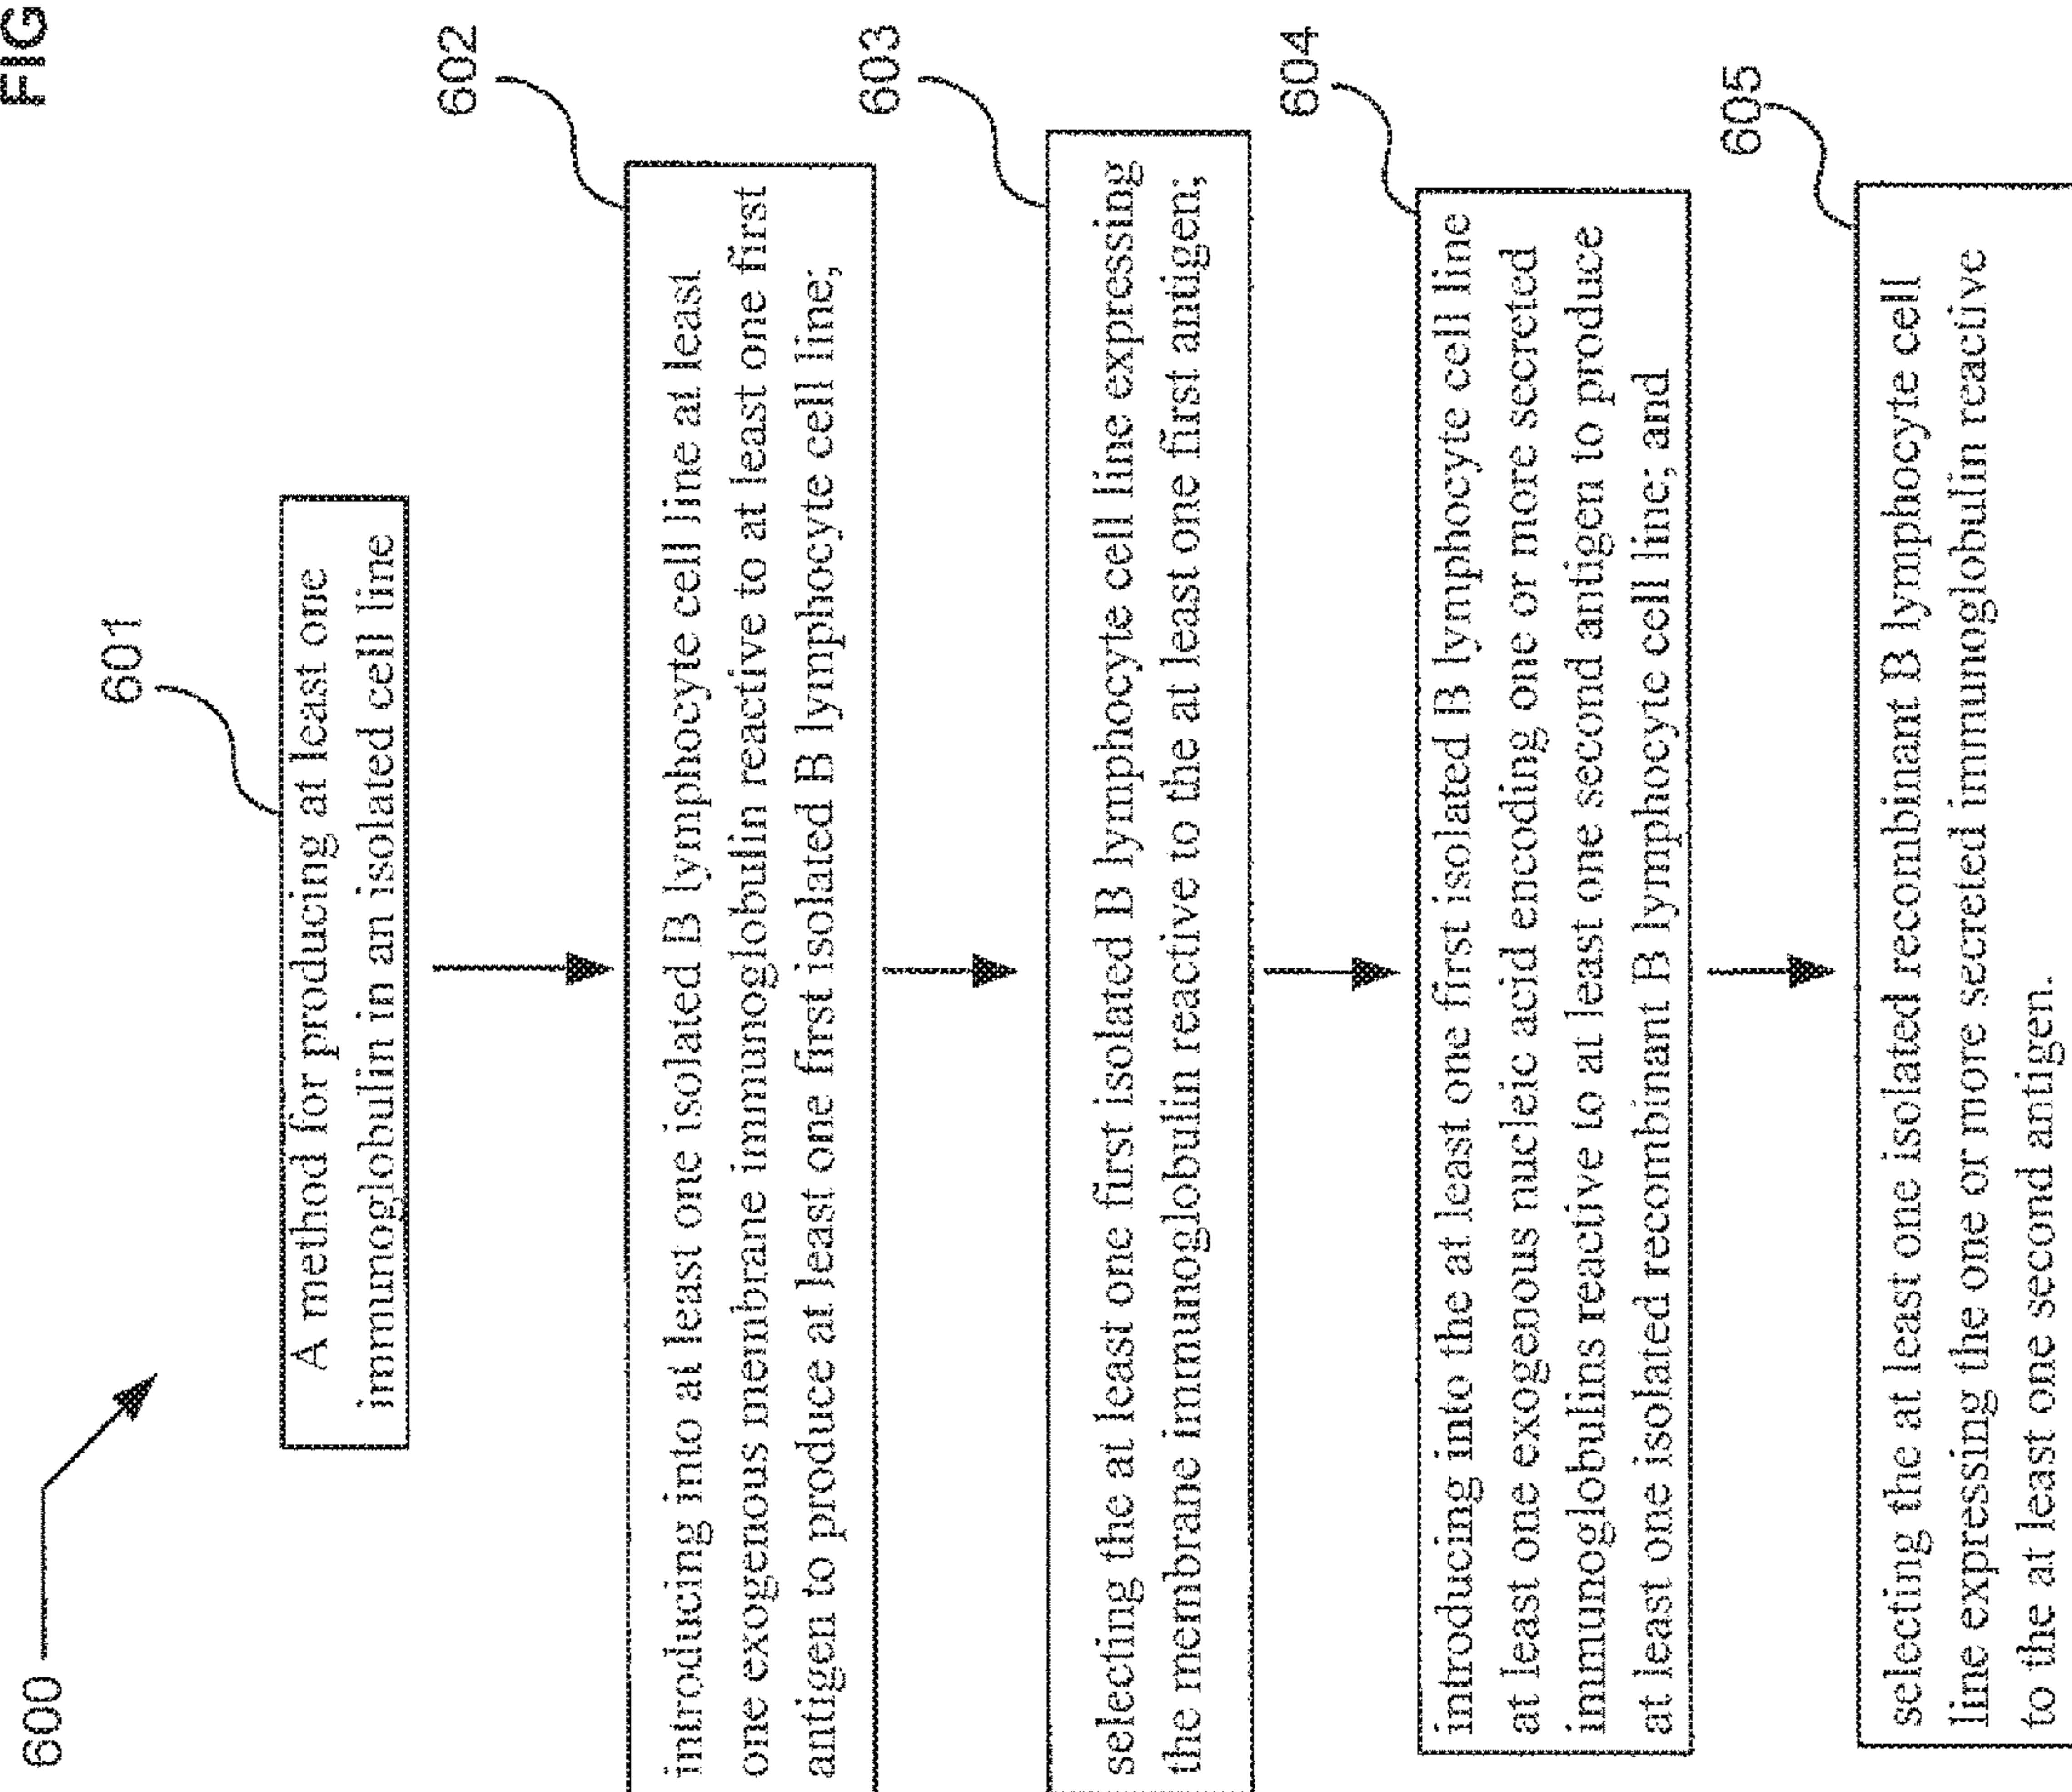 FIG
600
601
A method for producing at least one
immunoglobulin in an isolated cell line
602
introducing into at least one isolated B lymphocyte cell line at least
one exogenous membrane immunoglobulin reactive to at least one first
antigen to produce at least one first isolated B lymphocyte cell line;
603
selecting the at least one first isolated B lymphocyte cell line expressing
the membrane immunoglobulin reactive to the at least one first antigen;
604
introducing into the at least one first isolated B lymphocyte cell line
at least one exogenous nucleic acid encoding one or more secreted
immunoglobulins reactive to at least one second antigen to produce
at least one isolated recombinant B lymphocyte cell line; and
605
selecting the at least one isolated recombinant B lymphocyte cell
line expressing the one or more secreted immunoglobulin reactive
to the at least one second antigen.